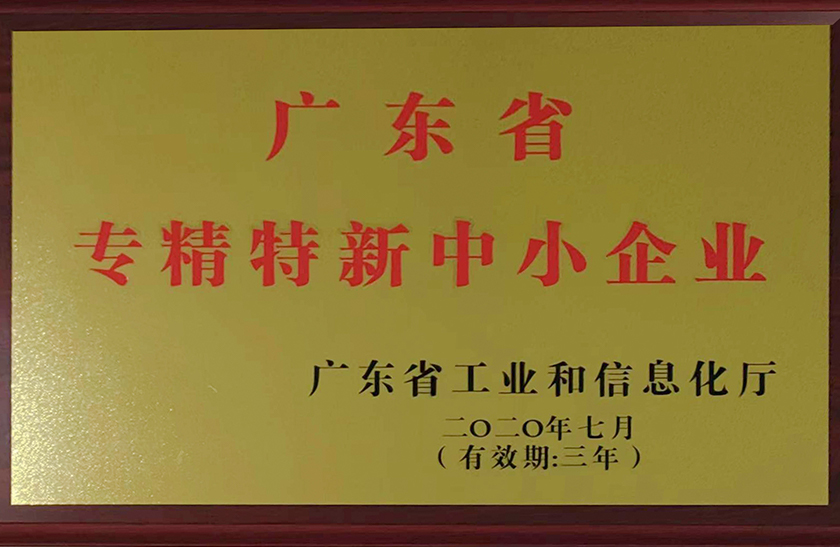 广东省
专精特新中小企业
广东省工业和信息化厅
二〇二〇年七月
（有效期:三年）